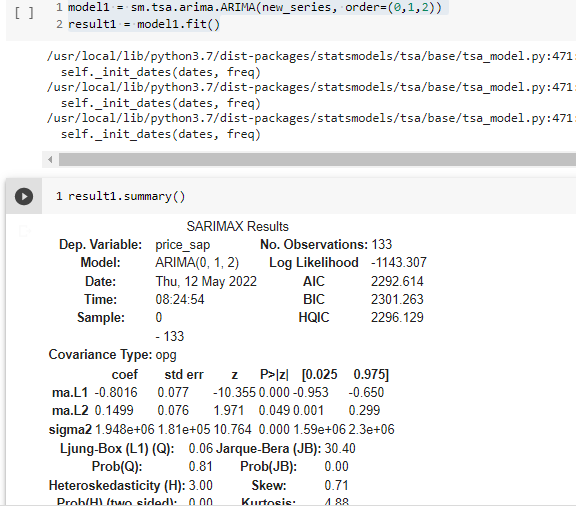 1 model1 = sm.tsa.arima.ARIMA(new_series, order=(0,1,2))
[ ] 2 result1 = model1.fit()
/usr/local/lib/python3.7/dist-packages/statsmodels/tsa/base/tsa_model.py:471:
self._init_dates(dates, freq)
/usr/local/lib/python3.7/dist-packages/statsmodels/tsa/base/tsa_model.py:471:
self._init_dates(dates, freq)
/usr/local/lib/python3.7/dist-packages/statsmodels/tsa/base/tsa_model.py:471:
self._init_dates(dates, freq)
1 result1.summary()
SARIMAX Results
Dep. Variable: price_sap No. Observations: 133
Model: ARIMA(0, 1, 2) Log Likelihood -1143.307
Date: Thu, 12 May 2022 AIC 2292.614
Time: 08:24:54 BIC 2301.263
Sample: 0 HQIC 2296.129
- 133
Covariance Type: opg
coef std err z P>|z| [0.025 0.975]
ma.L1 -0.8016 0.077 -10.355 0.000 -0.953 -0.650
ma.L2 0.1499 0.076 1.971 0.049 0.001 0.299
sigma2 1.948e+06 1.81e+05 10.764 0.000 1.59e+06 2.3e+06
Ljung-Box (L1) (Q): 0.06 Jarque-Bera (JB): 30.40
Prob(Q): 0.81 Prob(JB): 0.00
Heteroskedasticity (H): 3.00 Skew: 0.71
Prob(H) (two-sided): 0.00 Kurtosis: 4.88